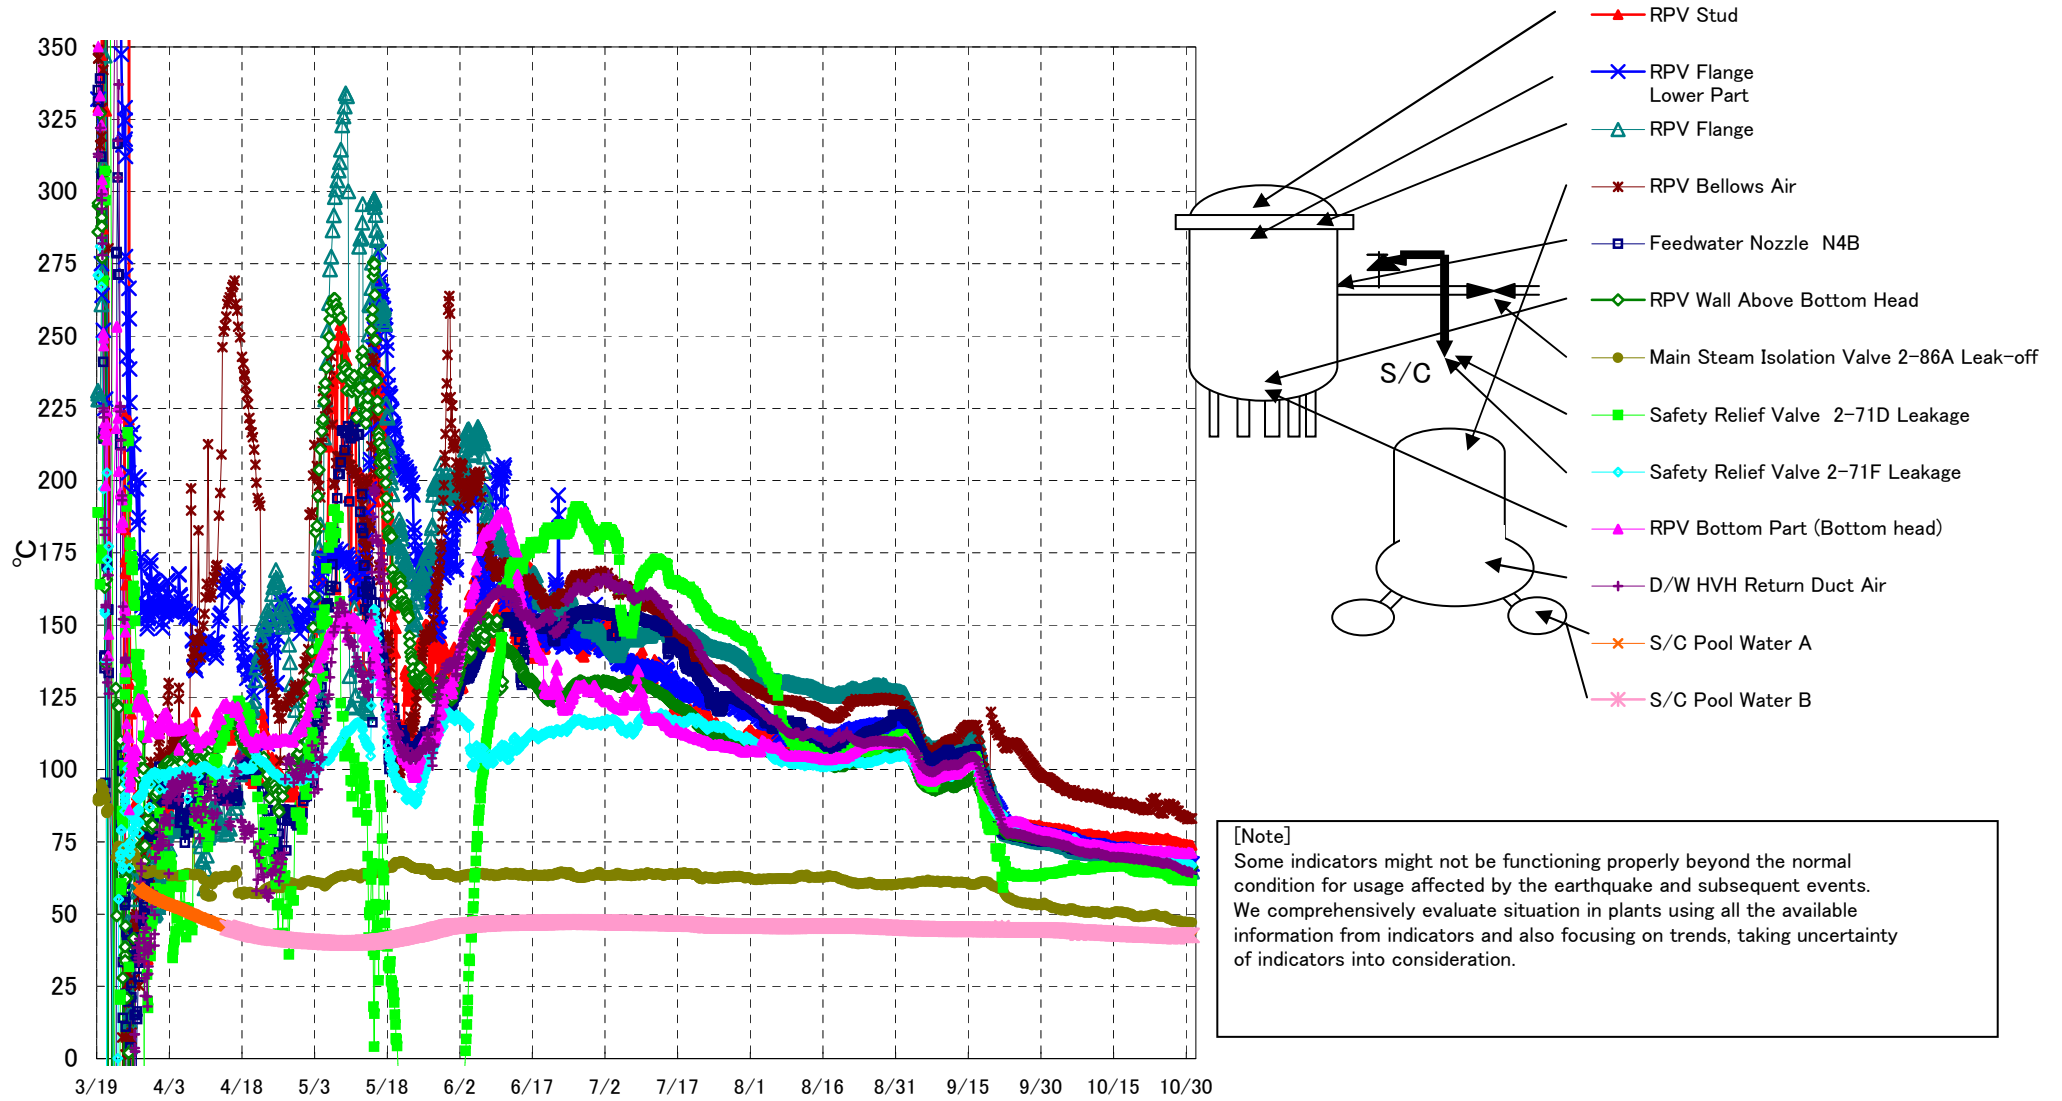 350
325
300
275
250
225
200
175
150
125
100
75
50
25
0
℃
3/19 4/3 4/18 5/3 5/18 6/2 6/17 7/2 7/17 8/1 8/16 8/31 9/15 9/30 10/15 10/30
RPV Stud
RPV Flange
Lower Part
RPV Flange
RPV Bellows Air
Feedwater Nozzle N4B
RPV Wall Above Bottom Head
Main Steam Isolation Valve 2-86A Leak-off
Safety Relief Valve 2-71D Leakage
Safety Relief Valve 2-71F Leakage
RPV Bottom Part (Bottom head)
D/W HVH Return Duct Air
S/C Pool Water A
S/C Pool Water B
S/C
[Note]
Some indicators might not be functioning properly beyond the normal
condition for usage affected by the earthquake and subsequent events.
We comprehensively evaluate situation in plants using all the available
information from indicators and also focusing on trends, taking uncertainty
of indicators into consideration.